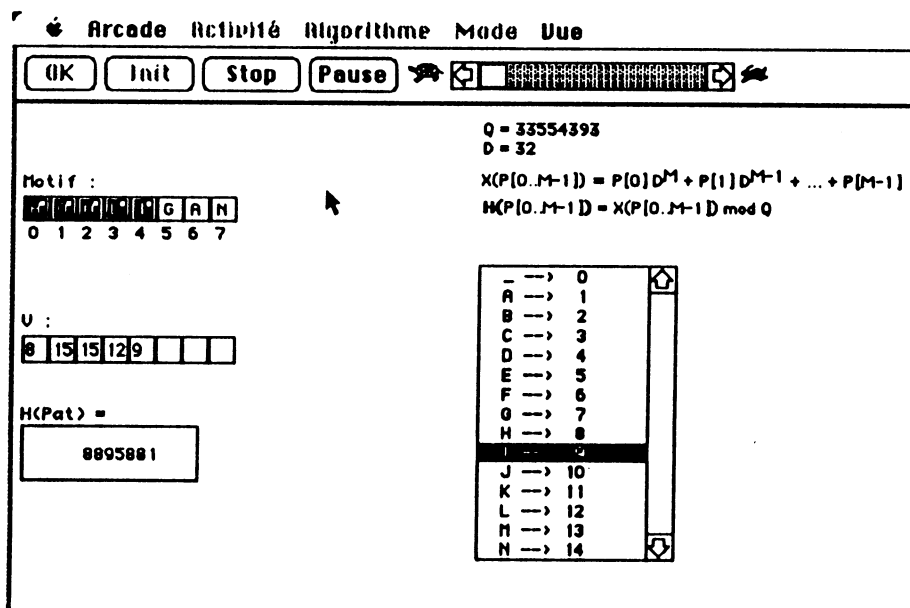 Arcade Activité Algorithme Mode Vue
OK Init Stop Pause
Q = 33554393
D = 32
X(P[0..M-1]) = P[0] D^M + P[1] D^M-1 + ... + P[M-1]
H(P[0..M-1]) = X(P[0..M-1]) mod Q
Motif :
G A N
0 1 2 3 4 5 6 7
V :
8 15 15 12 9
H(Pat) =
8895881
_ ---> 0
A ---> 1
B ---> 2
C ---> 3
D ---> 4
E ---> 5
F ---> 6
G ---> 7
H ---> 8
I ---> 9
J ---> 10
K ---> 11
L ---> 12
M ---> 13
N ---> 14